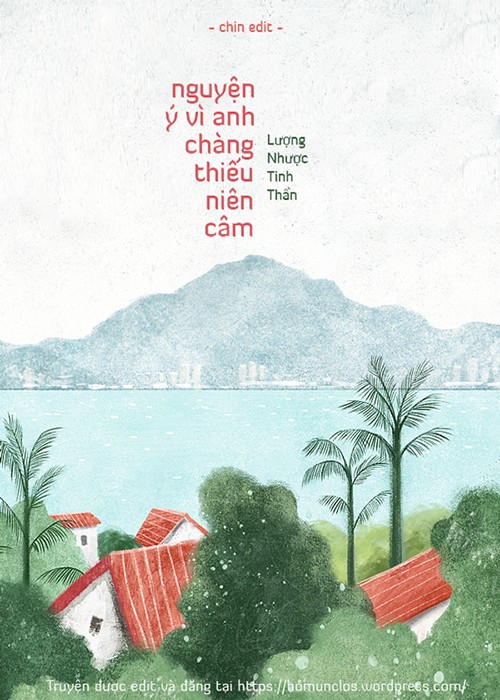 - chin edit -
nguyện
ý vì anh
chàng
thiếu
niên
câm
Lượng
Nhược
Tinh
Thần
Truyện được edit và đăng tại https://homunclos.wordpress.com/